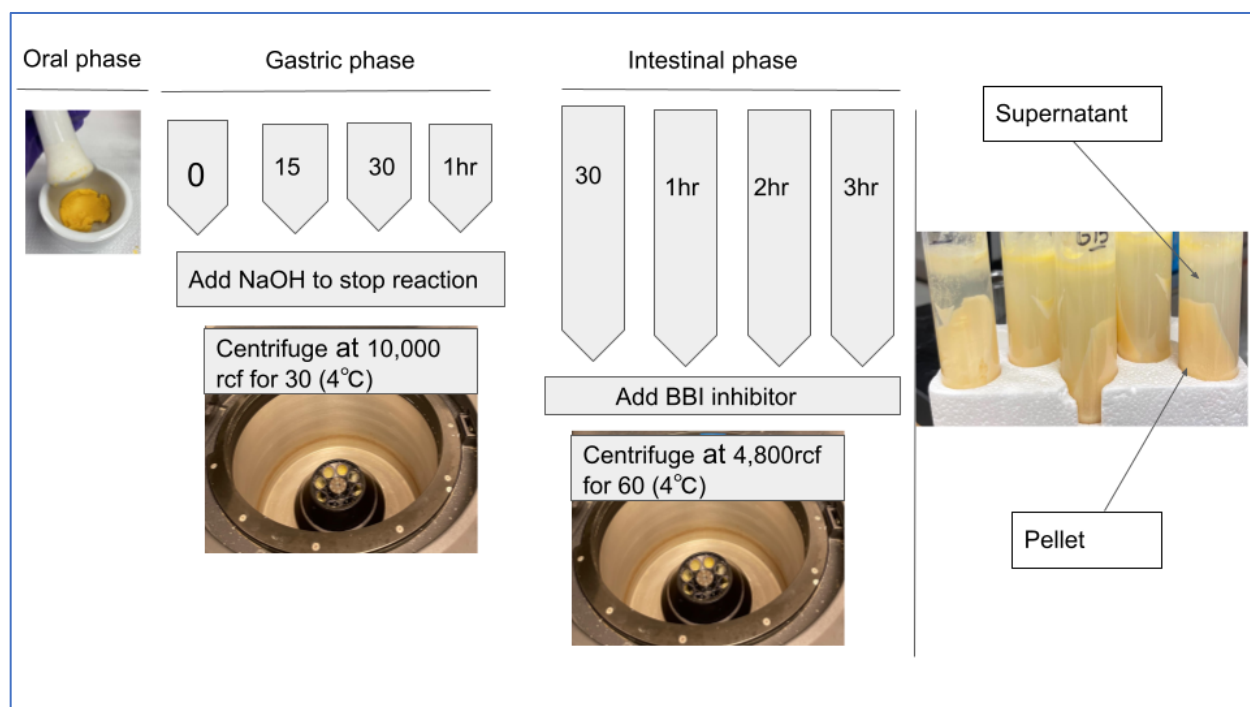 Oral phase
Gastric phase
Intestinal phase
0
15
30
1hr
30
1hr
2hr
3hr
Add NaOH to stop reaction
Centrifuge at 10,000
rcf for 30 (4°C)
Add BBI inhibitor
Centrifuge at 4,800rcf
for 60 (4°C)
Supernatant
G15
Pellet